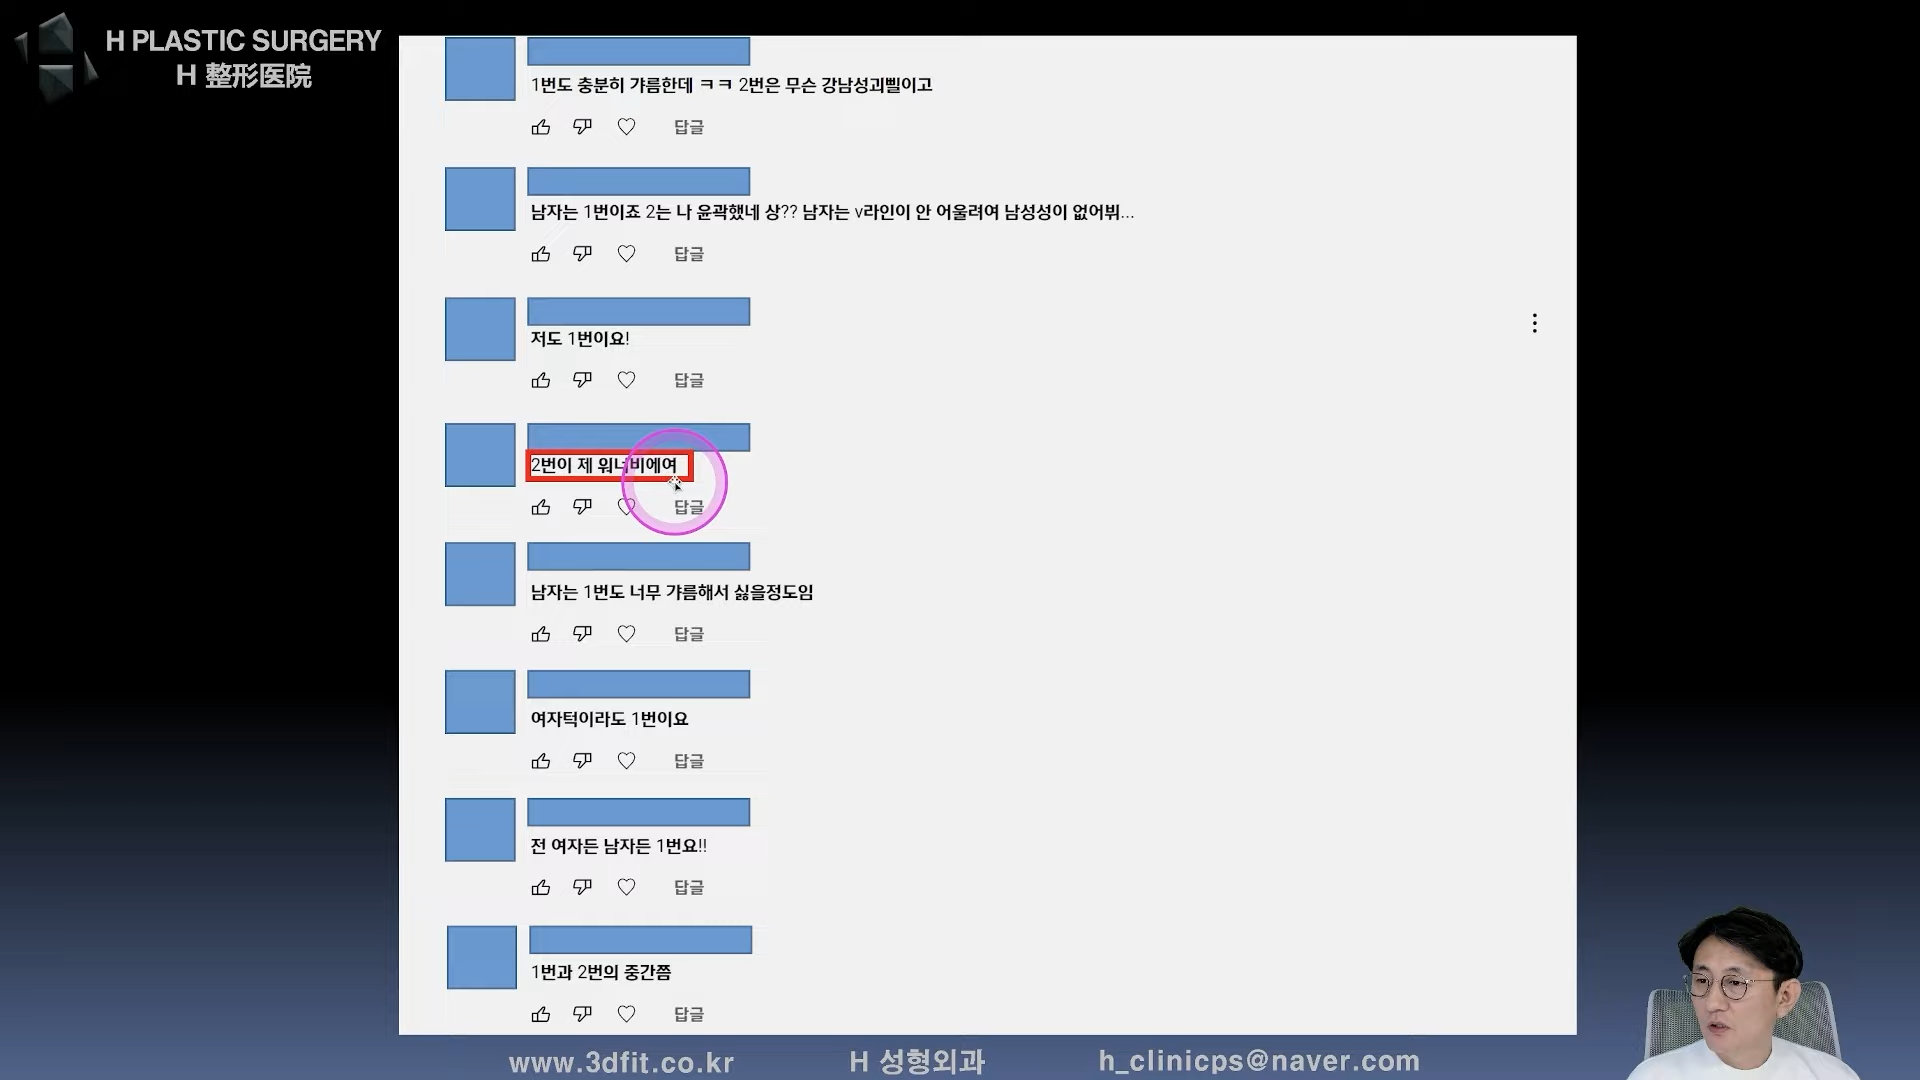 H PLASTIC SURGERY
H 整形医院
1번도 충분히 갸름한데 ㅋㅋ 2번은 무슨 강남성괴삘이고
답글
남자는 1번이죠 2는 나 윤곽했네 상?? 남자는 v라인이 안 어울려여 남성성이 없어뷔...
답글
저도 1번이요!
답글
2번이 제 워너비에여
답글
남자는 1번도 너무 갸름해서 싫을정도임
답글
여자턱이라도 1번이요
답글
전 여자든 남자든 1번요!!
답글
1번과 2번의 중간쯤
답글
www.3dfit.co.kr H 성형외과 h_clinicps@naver.com